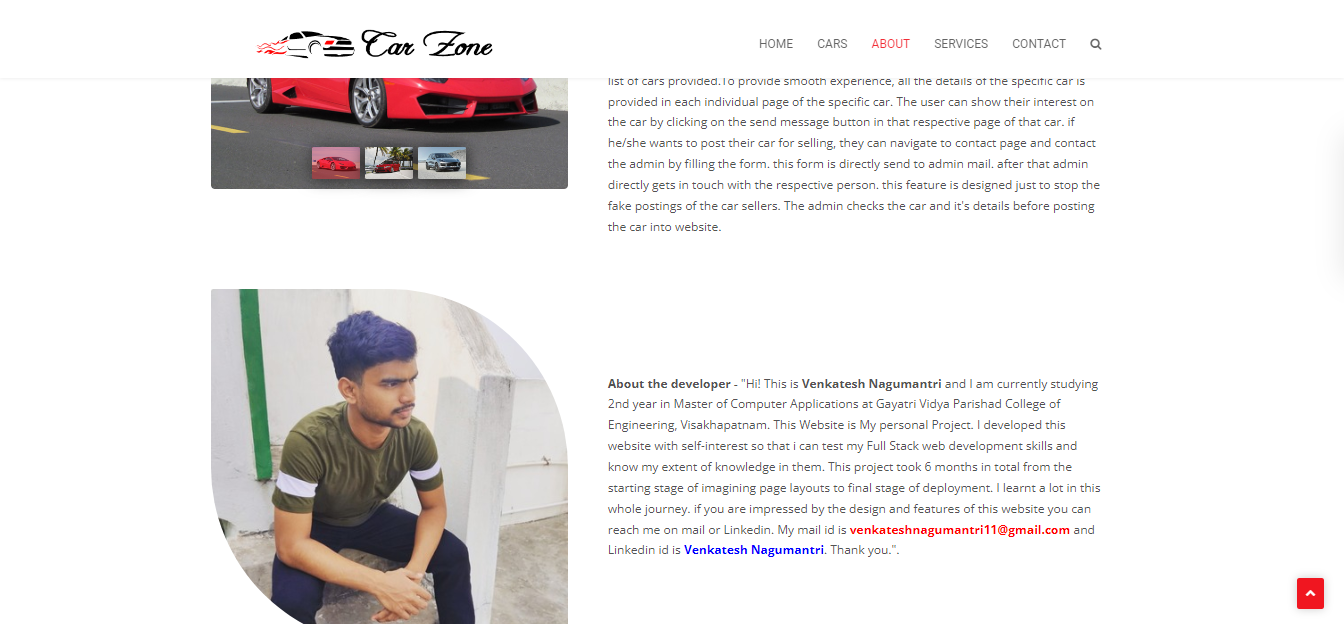 Car Zone
HOME CARS ABOUT SERVICES CONTACT
list of cars provided.To provide smooth experience, all the details of the specific car is
provided in each individual page of the specific car. The user can show their interest on
the car by clicking on the send message button in that respective page of that car. if
he/she wants to post their car for selling, they can navigate to contact page and contact
the admin by filling the form. this form is directly send to admin mail. after that admin
directly gets in touch with the respective person. this feature is designed just to stop the
fake postings of the car sellers. The admin checks the car and it's details before posting
the car into website.
About the developer - "Hi! This is Venkatesh Nagumantri and I am currently studying
2nd year in Master of Computer Applications at Gayatri Vidya Parishad College of
Engineering, Visakhapatnam. This Website is My personal Project. I developed this
website with self-interest so that i can test my Full Stack web development skills and
know my extent of knowledge in them. This project took 6 months in total from the
starting stage of imagining page layouts to final stage of deployment. I learnt a lot in this
whole journey. if you are impressed by the design and features of this website you can
reach me on mail or Linkedin. My mail id is venkateshnagumantri11@gmail.com and
Linkedin id is Venkatesh Nagumantri. Thank you.".